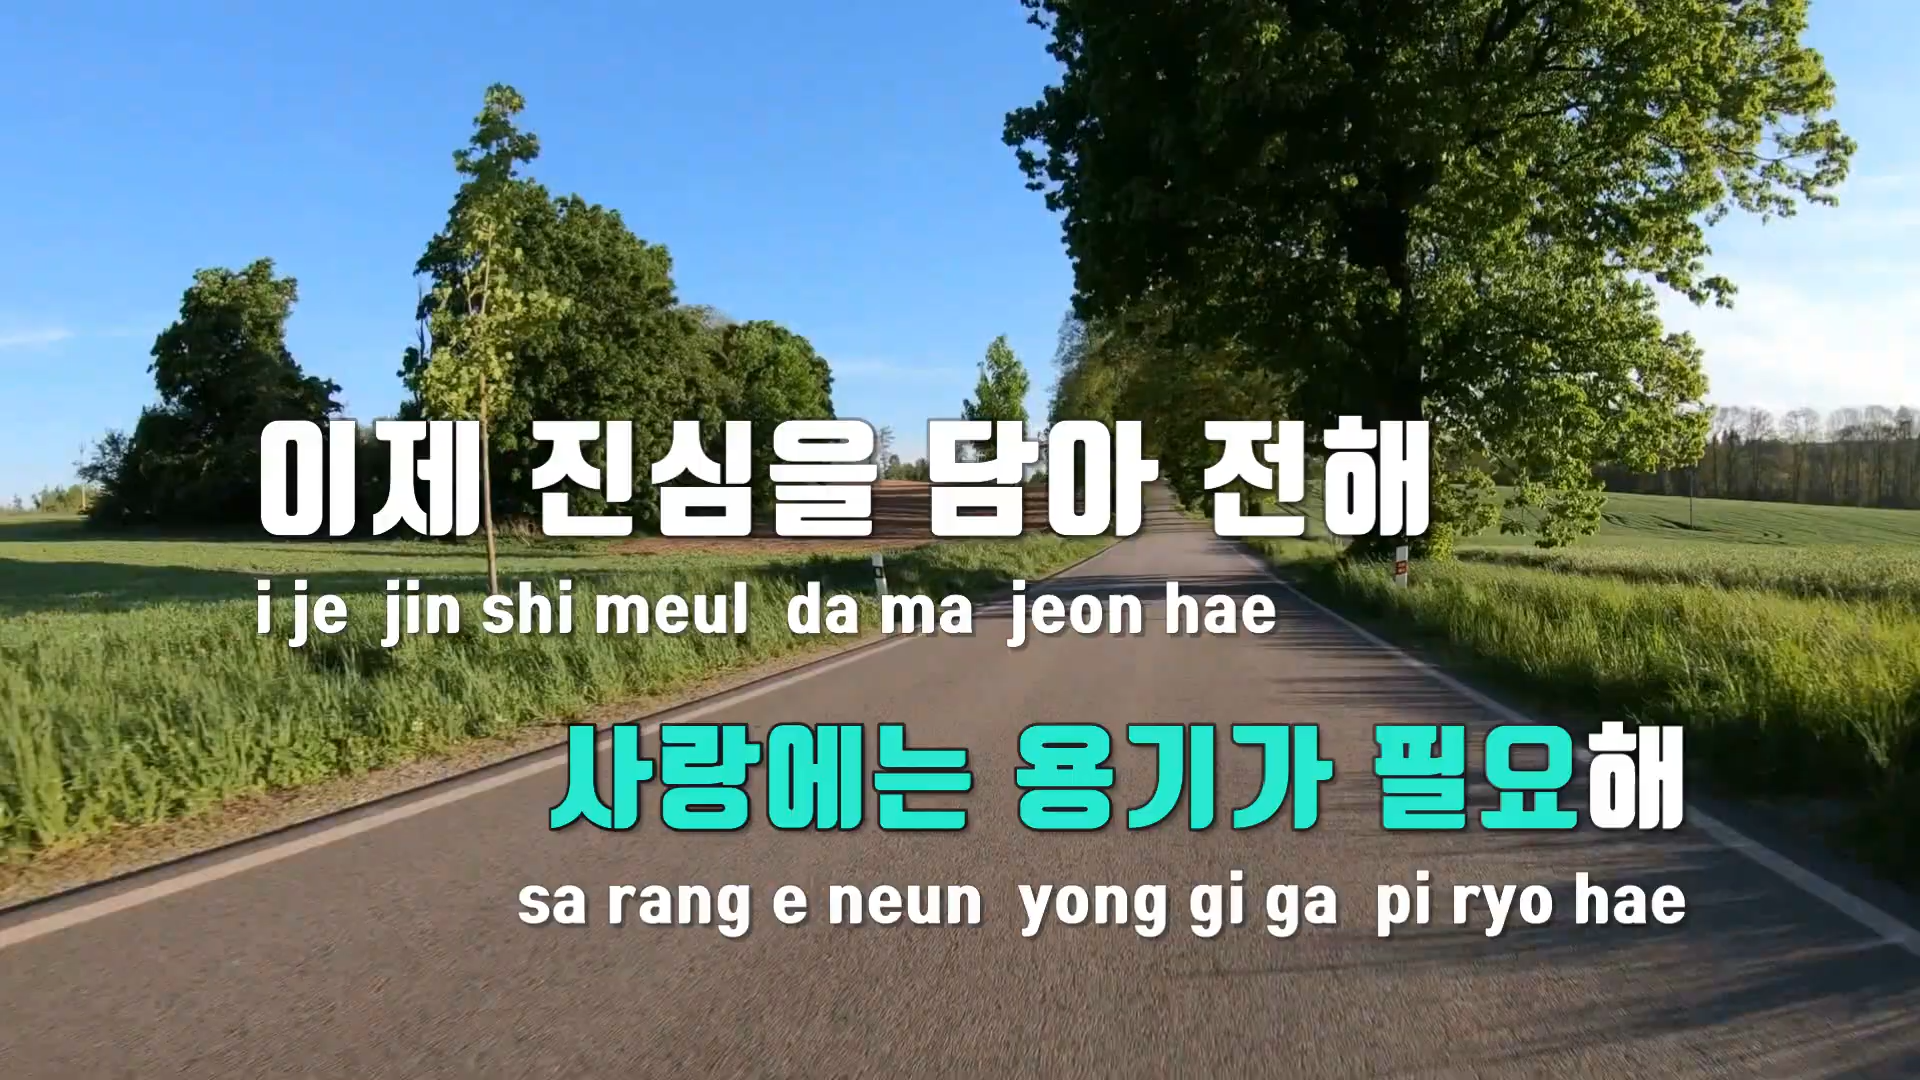 이제 진심을 담아 전해
i je jin shi meul da ma jeon hae
사랑에는 용기가 필요해
sa rang e neun yong gi ga pi ryo hae